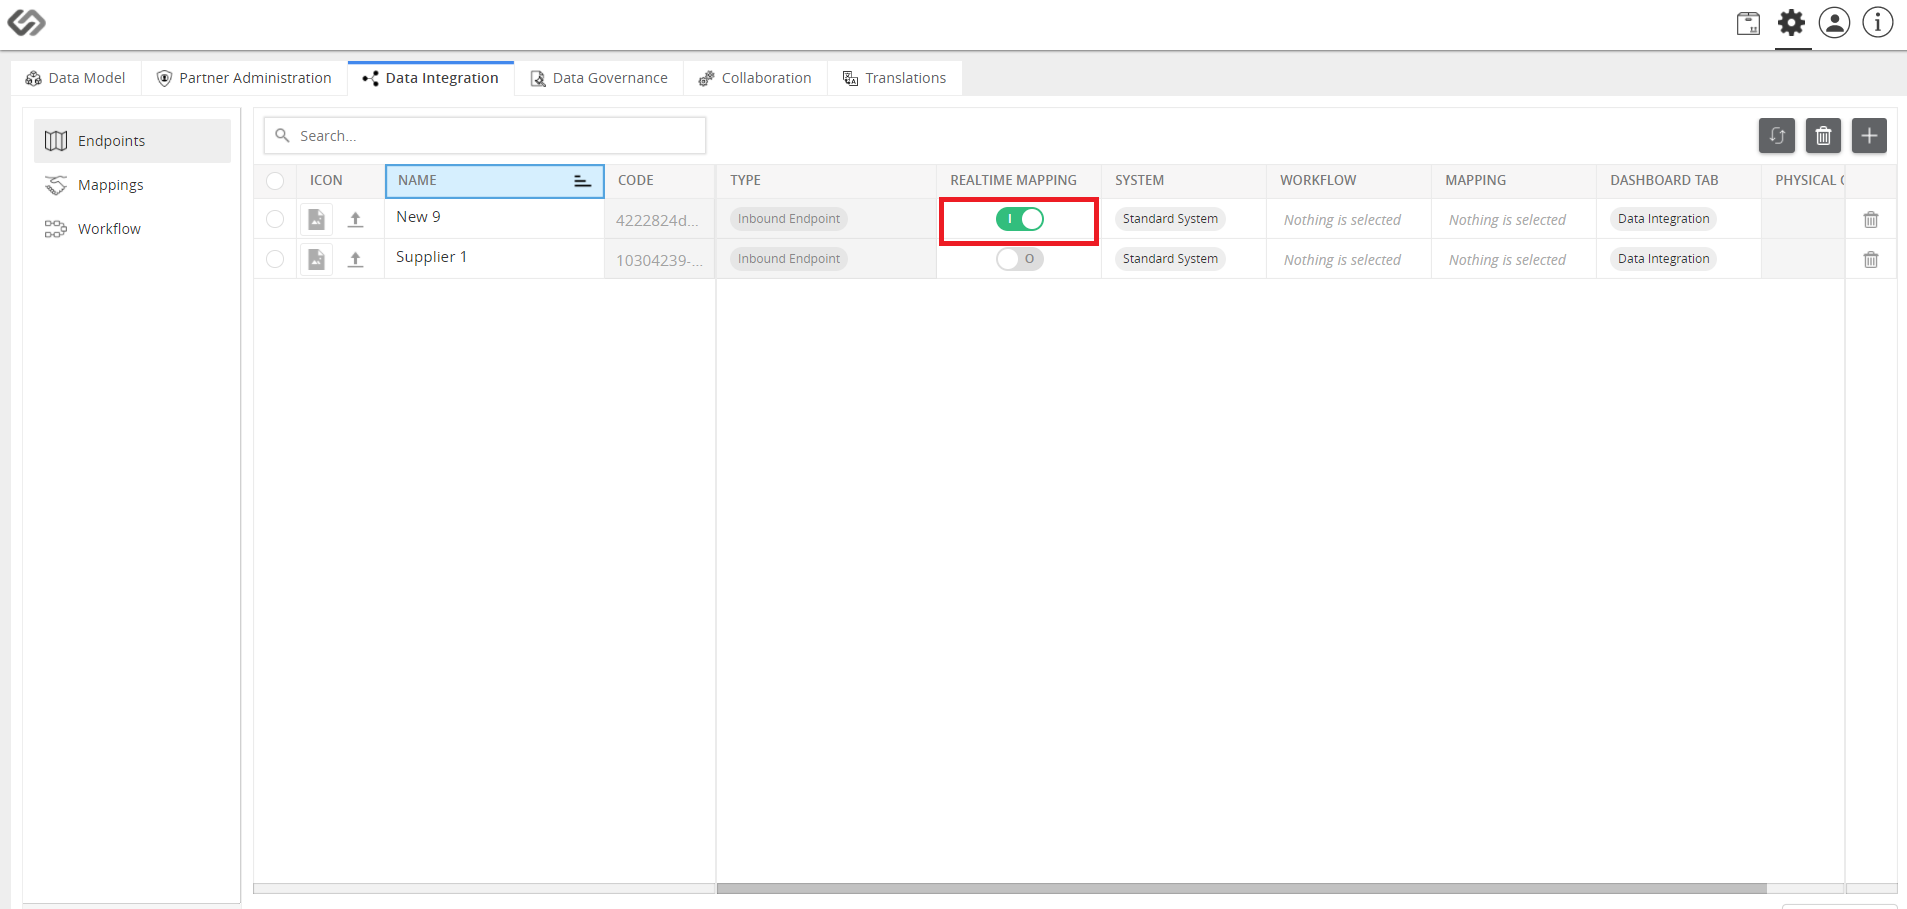 Data Model Partner Administration Data Integration Data Governance Collaboration Translations
Endpoints
Mappings
Workflow
Search...
ICON NAME CODE TYPE REALTIME MAPPING SYSTEM WORKFLOW MAPPING DASHBOARD TAB PHYSICAL
New 9 4222824d... Inbound Endpoint I Standard System Nothing is selected Nothing is selected Data Integration
Supplier 1 10304239-... Inbound Endpoint O Standard System Nothing is selected Nothing is selected Data Integration